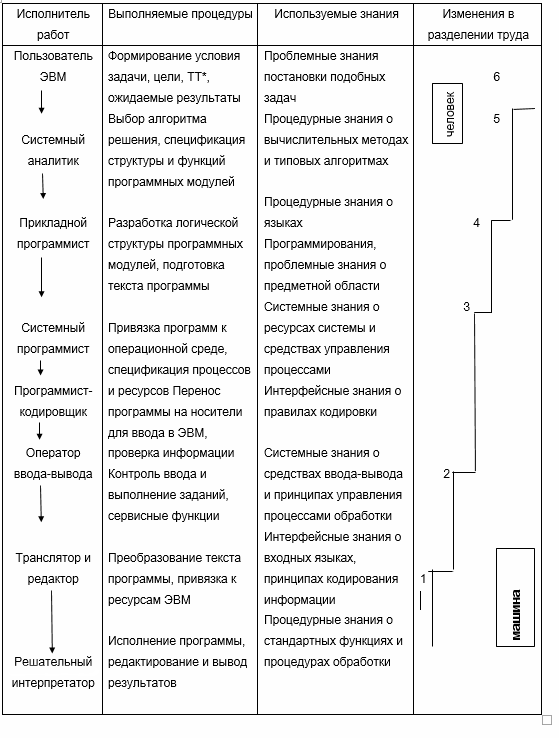 Исполнитель
работ
Выполняемые процедуры
Используемые знания
Изменения в
разделении труда
Пользователь
ЭВМ
Системный
аналитик
Прикладной
программист
Системный
программист
Программист-
кодировщик
Оператор
ввода-вывода
Транслятор и
редактор
Решательный
интерпретатор
Формирование условия
задачи, цели, ТТ*,
ожидаемые результаты
Выбор алгоритма
решения, спецификация
структуры и функций
программных модулей
Разработка логической
структуры программных
модулей, подготовка
текста программы
Привязка программ к
операционной среде,
спецификация процессов
и ресурсов Перенос
программы на носители
для ввода в ЭВМ,
проверка информации
Контроль ввода и
выполнение заданий,
сервисные функции
Преобразование текста
программы, привязка к
ресурсам ЭВМ
Исполнение программы,
редактирование и вывод
результатов
Проблемные знания
постановки подобных
задач
Процедурные знания о
вычислительных методах
и типовых алгоритмах
Процедурные знания о
языках
Программирования,
проблемные знания о
предметной области
Системные знания о
ресурсах системы и
средствах управления
процессами
Интерфейсные знания о
правилах кодировки
Системные знания о
средствах ввода-вывода
и принципах управления
процессами обработки
Интерфейсные знания о
входных языках,
принципах кодирования
информации
Процедурные знания о
стандартных функциях и
процедурах обработки
6
человек
5
4
3
2
1
машина